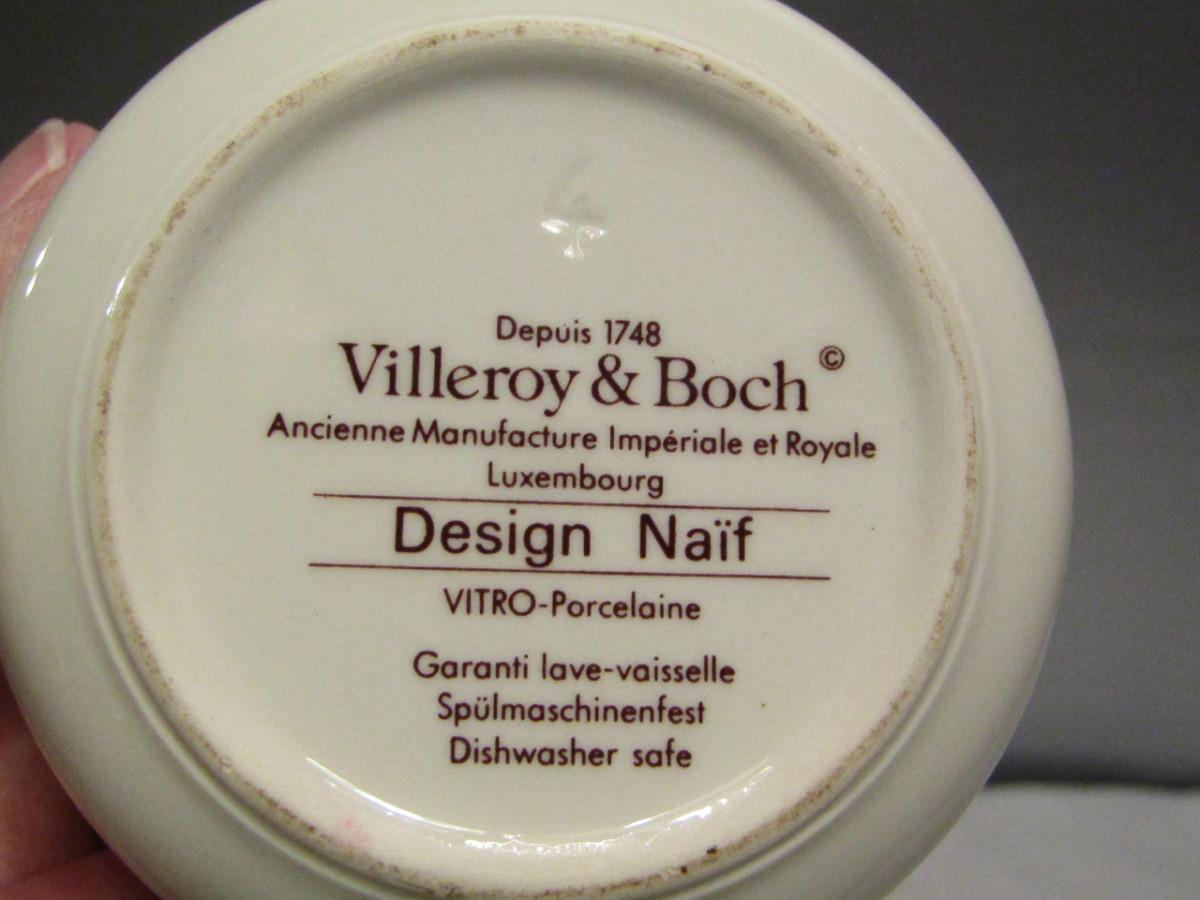 Depuis 1748
Villeroy & Boch ©
Ancienne Manufacture Impériale et Royale
Luxembourg
Design Naïf
VITRO-Porcelaine
Garanti lave-vaisselle
Spülmaschinenfest
Dishwasher safe